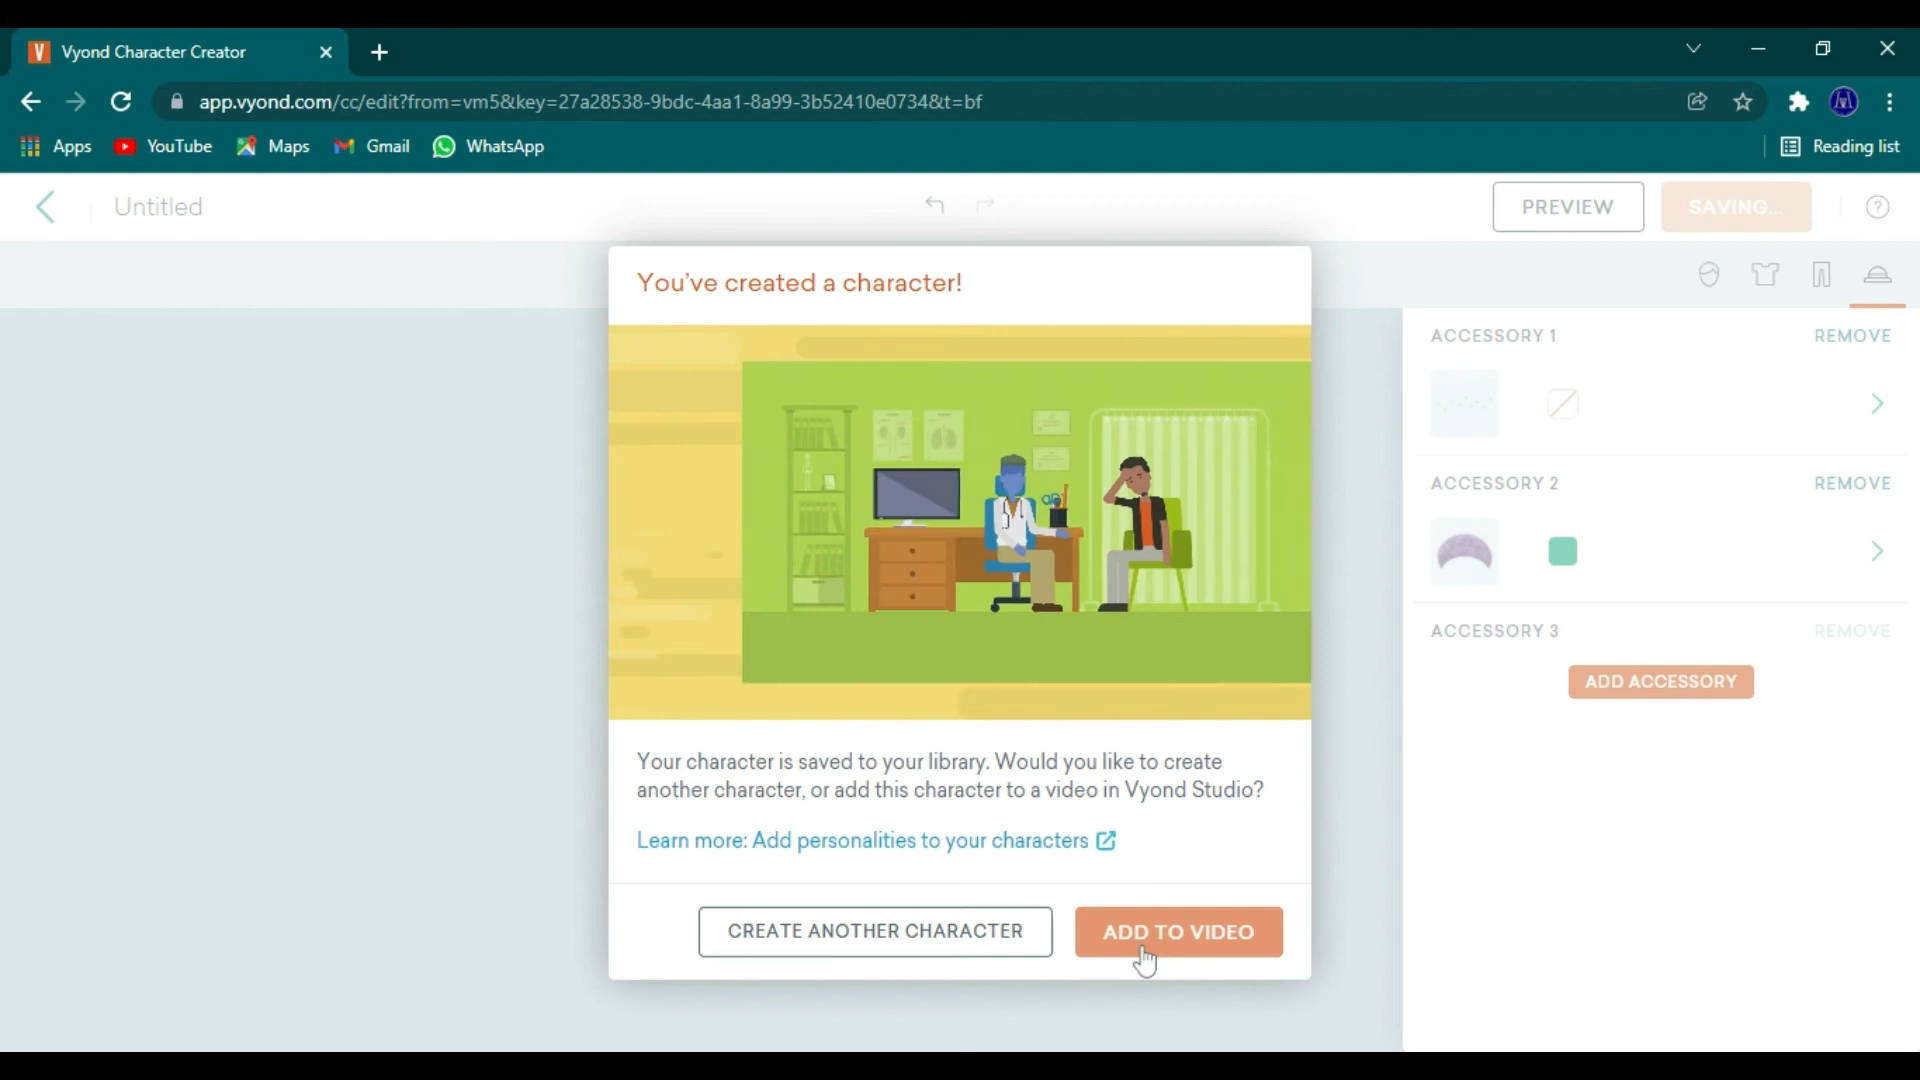 Vyond Character Creator
app.vyond.com/cc/edit?from=vm5&key=27a28538-9bdc-4aa1-8a99-3b52410e0734&t=bf
Apps YouTube Maps Gmail WhatsApp Reading list
Untitled PREVIEW SAVING...
You've created a character!
ACCESSORY 1 REMOVE
ACCESSORY 2 REMOVE
ACCESSORY 3 REMOVE
ADD ACCESSORY
Your character is saved to your library. Would you like to create
another character, or add this character to a video in Vyond Studio?
Learn more: Add personalities to your characters
CREATE ANOTHER CHARACTER ADD TO VIDEO